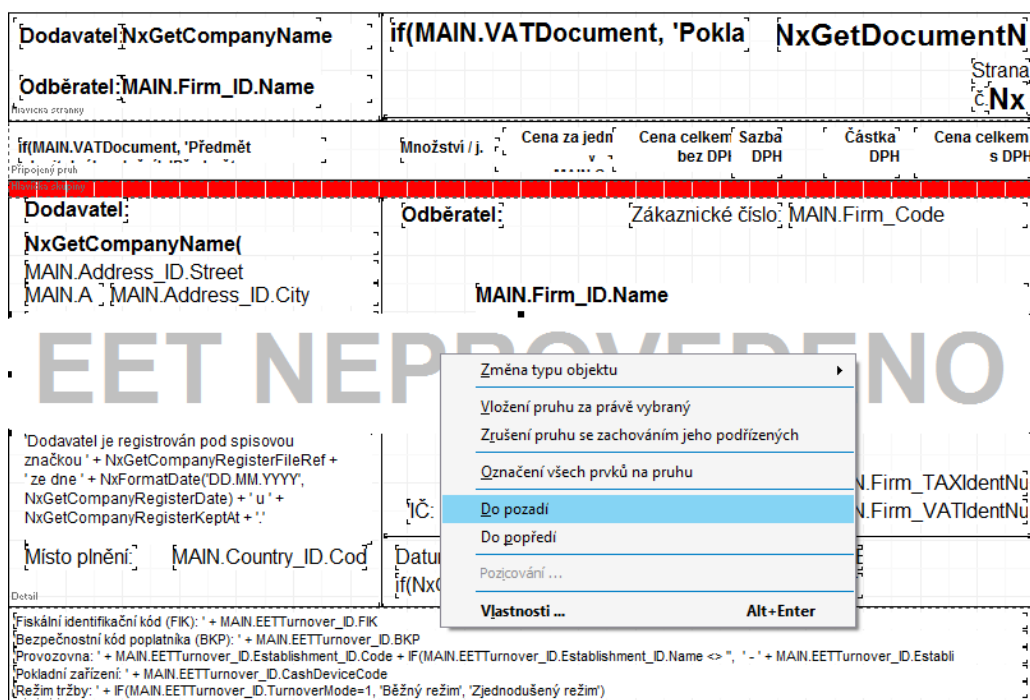 Dodavatel: NxGetCompanyName if(MAIN.VATDocument, 'Pokla NxGetDocumentN
Strana
Odběratel: MAIN.Firm_ID.Name č. Nx
Hlavička stránky
if(MAIN.VATDocument, 'Předmět Množství / j. Cena za jedn Cena celkem bez DPH Sazba DPH Částka DPH Cena celkem s DPH
Připojený pruh
Hlavička skupiny
Dodavatel: Odběratel: Zákaznické číslo: MAIN.Firm_Code
NxGetCompanyName(
MAIN.Address_ID.Street
MAIN.A MAIN.Address_ID.City MAIN.Firm_ID.Name
EET NEPROVEDENO
Změna typu objektu
Vložení pruhu za právě vybraný
Zrušení pruhu se zachováním jeho podřízených
Označení všech prvků na pruhu
Do pozadí
Do popředí
Pozicování ...
Vlastnosti ... Alt+Enter
'Dodavatel je registrován pod spisovou
značkou ' + NxGetCompanyRegisterFileRef +
' ze dne ' + NxFormatDate('DD.MM.YYYY',
NxGetCompanyRegisterDate) + ' u ' +
NxGetCompanyRegisterKeptAt + '.'
.Firm_TAXIdentNu
IČ: .Firm_VATIdentNu
Místo plnění: MAIN.Country_ID.Cod Datu
if(Nx
Detail
Fiskální identifikační kód (FIK): ' + MAIN.EETTurnover_ID.FIK
Bezpečnostní kód poplatníka (BKP): ' + MAIN.EETTurnover_ID.BKP
Provozovna: ' + MAIN.EETTurnover_ID.Establishment_ID.Code + IF(MAIN.EETTurnover_ID.Establishment_ID.Name <> '', ' - ' + MAIN.EETTurnover_ID.Establi
Pokladní zařízení: ' + MAIN.EETTurnover_ID.CashDeviceCode
Režim tržby: ' + IF(MAIN.EETTurnover_ID.TurnoverMode=1, 'Běžný režim', 'Zjednodušený režim')